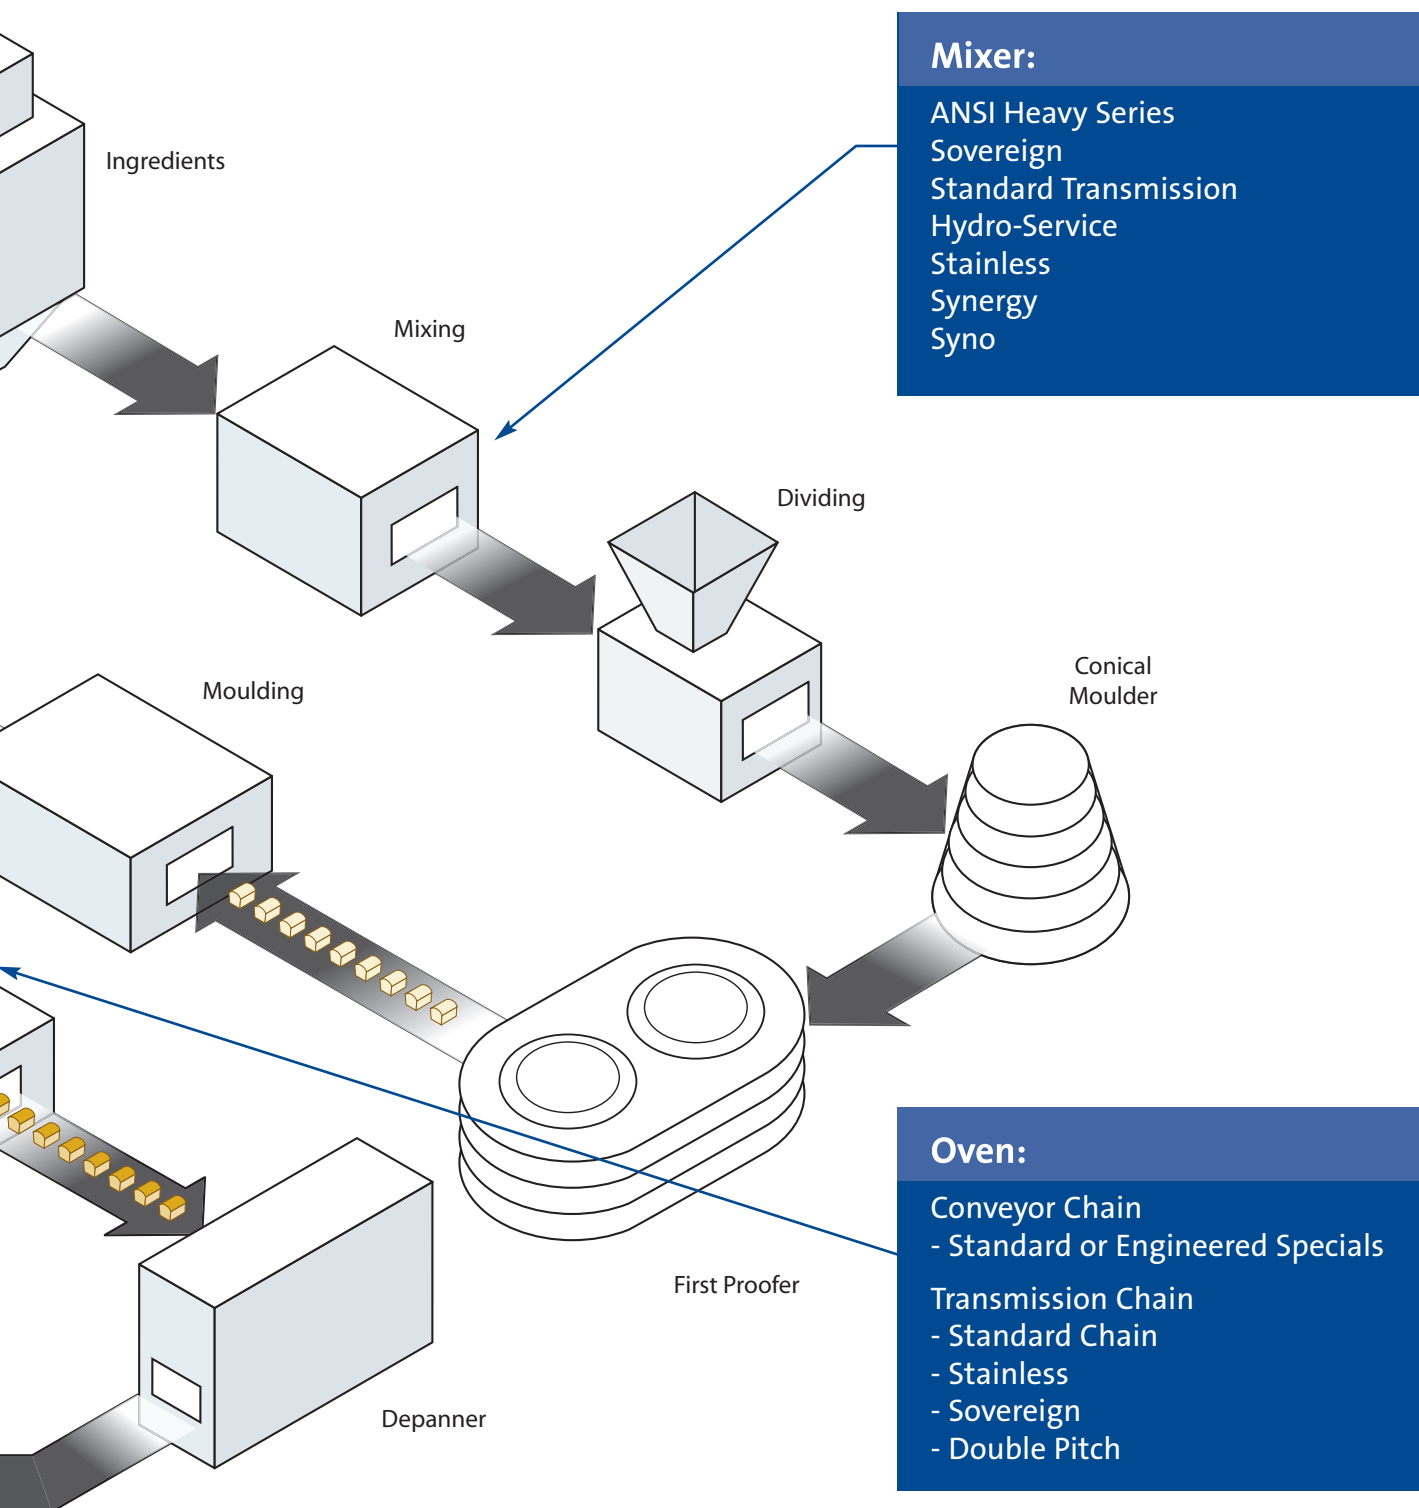 Mixer:
ANSI Heavy Series
Sovereign
Standard Transmission
Hydro-Service
Stainless
Synergy
Syno
Ingredients
Mixing
Dividing
Conical
Moulder
Moulding
First Proofer
Depanner
Oven:
Conveyor Chain
- Standard or Engineered Specials
Transmission Chain
- Standard Chain
- Stainless
- Sovereign
- Double Pitch